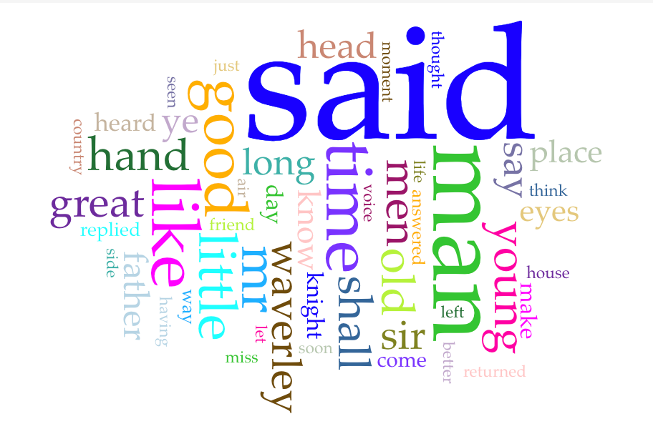 said
head
moment
thought
just
seen
good
heard
ye
country
hand
long
time
man
say
place
men
life
think
air
day
know
voice
answered
great
like
eyes
replied
friend
little
young
side
father
mr
waverley
knight
shall
old
house
having
way
left
make
let
sir
miss
soon
come
better
returned